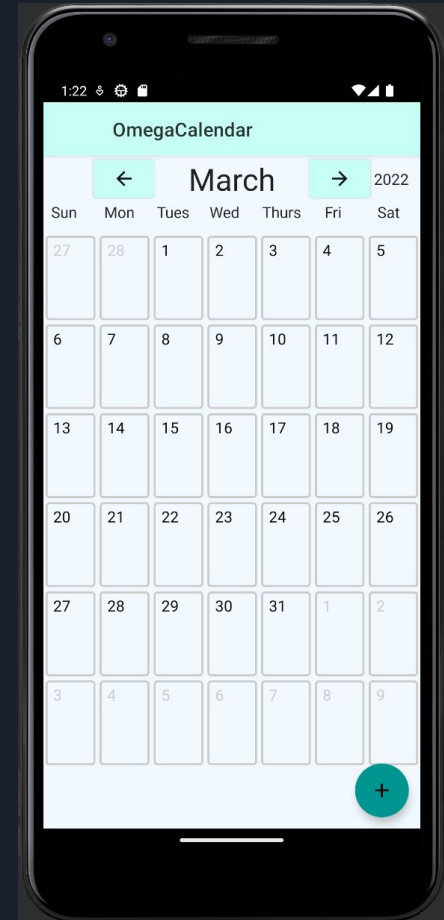 1:22
OmegaCalendar
← March → 2022
Sun Mon Tues Wed Thurs Fri Sat
27 28 1 2 3 4 5
6 7 8 9 10 11 12
13 14 15 16 17 18 19
20 21 22 23 24 25 26
27 28 29 30 31 1 2
3 4 5 6 7 8 9
+